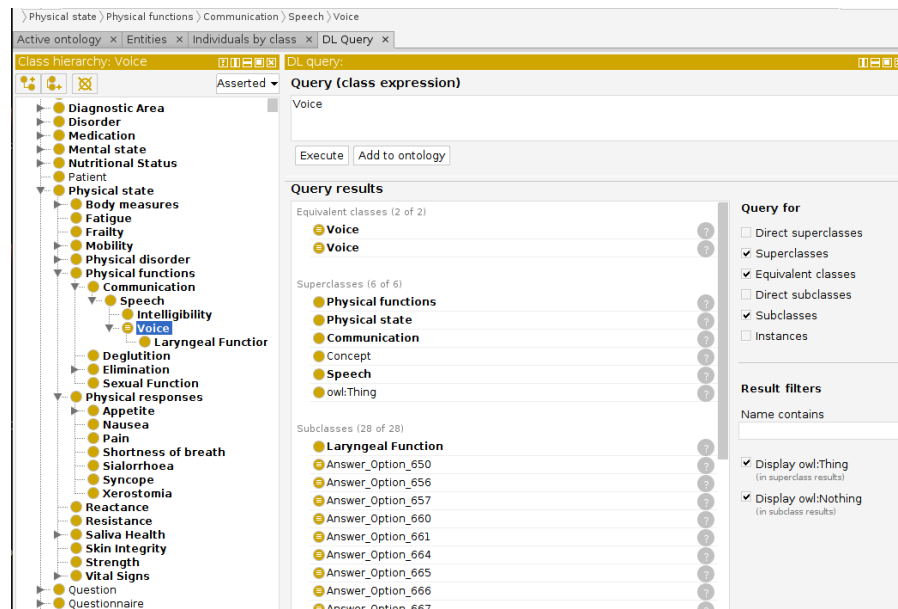 Physical state Physical functions Communication Speech Voice
Active ontology × Entities × Individuals by class × DL Query ×
Class hierarchy: Voice
Asserted
Diagnostic Area
Disorder
Medication
Mental state
Nutritional Status
Patient
Physical state
Body measures
Fatigue
Frailty
Mobility
Physical disorder
Physical functions
Communication
Speech
Intelligibility
Voice
Laryngeal Functior
Deglutition
Elimination
Sexual Function
Physical responses
Appetite
Nausea
Pain
Shortness of breath
Sialorrhoea
Syncope
Xerostomia
Reactance
Resistance
Saliva Health
Skin Integrity
Strength
Vital Signs
Question
Questionnaire
DL query:
Query (class expression)
Voice
Execute Add to ontology
Query results
Equivalent classes (2 of 2)
Voice ?
Voice ?
Superclasses (6 of 6)
Physical functions ?
Physical state ?
Communication ?
Concept ?
Speech ?
owl:Thing ?
Subclasses (28 of 28)
Laryngeal Function ?
Answer_Option_650 ?
Answer_Option_656 ?
Answer_Option_657 ?
Answer_Option_660 ?
Answer_Option_661 ?
Answer_Option_664 ?
Answer_Option_665 ?
Answer_Option_666 ?
Answer_Option_667
Query for
Direct superclasses
Superclasses
Equivalent classes
Direct subclasses
Subclasses
Instances
Result filters
Name contains
Display owl:Thing
(in superclass results)
Display owl:Nothing
(in subclass results)